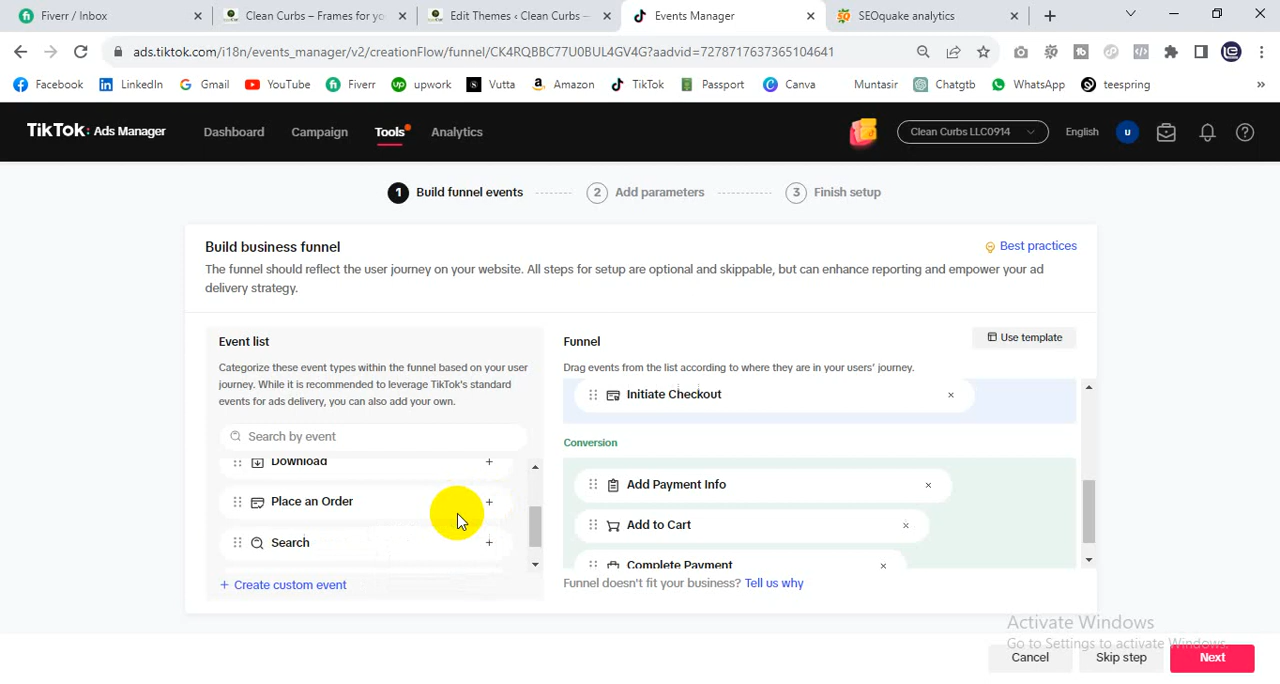 Fiverr / Inbox
Clean Curbs – Frames for yo
Edit Themes ‹ Clean Curbs —
Events Manager
SEOquake analytics
ads.tiktok.com/i18n/events_manager/v2/creationFlow/funnel/CK4RQBBC77U0BUL4GV4G?aadvid=7276717637365104641
Facebook LinkedIn Gmail YouTube Fiverr upwork Vutta Amazon TikTok Passport Canva Muntasir Chatgtb WhatsApp teespring »
TikTok: Ads Manager Dashboard Campaign Tools Analytics Clean Curbs LLC0914 English u
1 Build funnel events 2 Add parameters 3 Finish setup
Build business funnel
Best practices
The funnel should reflect the user journey on your website. All steps for setup are optional and skippable, but can enhance reporting and empower your ad
delivery strategy.
Event list
Categorize these event types within the funnel based on your user
journey. While it is recommended to leverage TikTok's standard
events for ads delivery, you can also add your own.
Search by event
Download +
Place an Order +
Search +
+ Create custom event
Funnel
Use template
Drag events from the list according to where they are in your users' journey.
Initiate Checkout ×
Conversion
Add Payment Info ×
Add to Cart ×
Complete Payment ×
Funnel doesn't fit your business? Tell us why
Activate Windows
Go to Settings to activate Windows.
Cancel Skip step Next